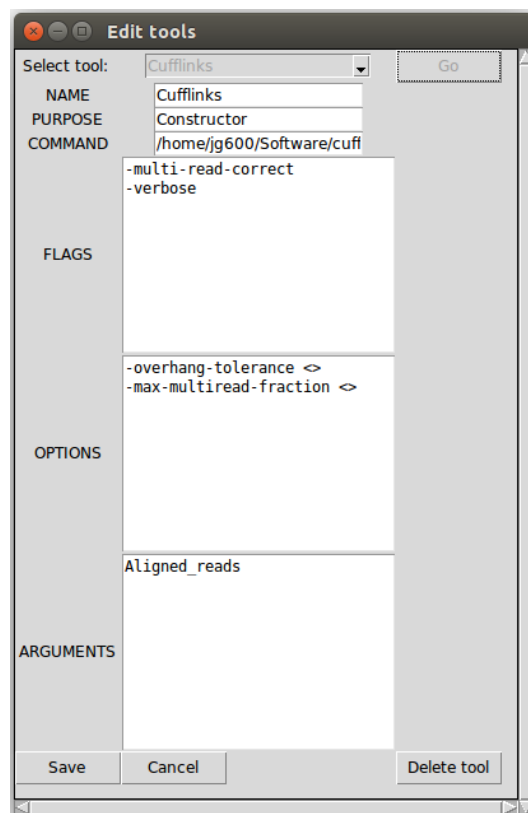 Edit tools
Select tool: Cufflinks Go
NAME Cufflinks
PURPOSE Constructor
COMMAND /home/jg600/Software/cuff
-multi-read-correct
-verbose
FLAGS
-overhang-tolerance <>
-max-multiread-fraction <>
OPTIONS
Aligned_reads
ARGUMENTS
Save Cancel Delete tool